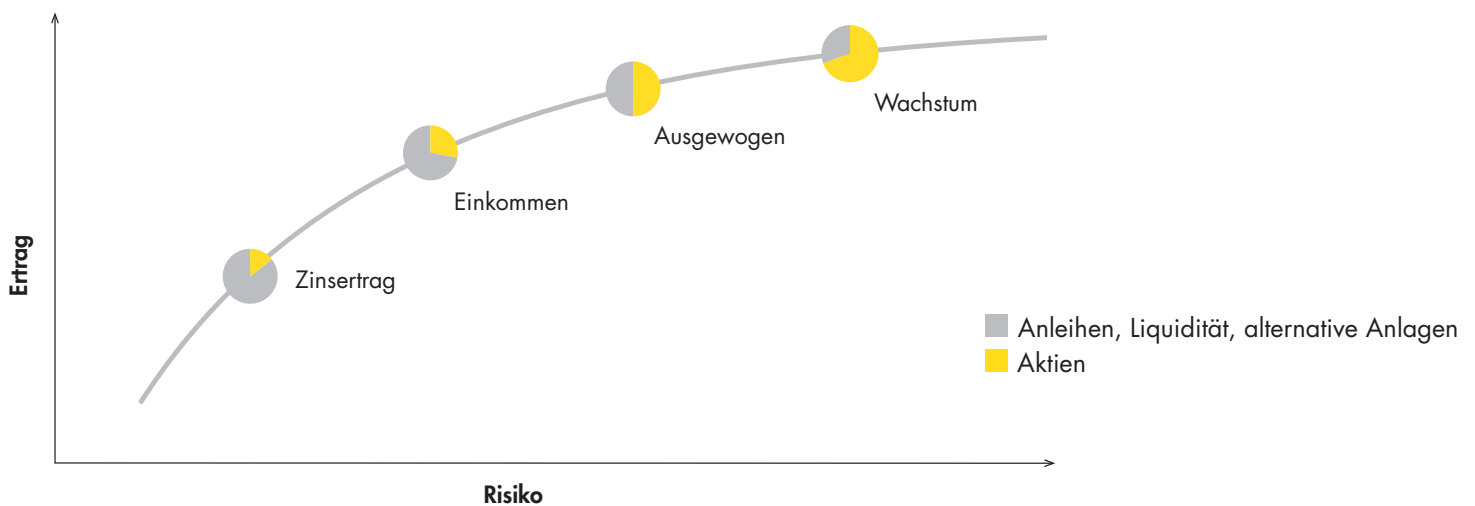 Wachstum
Ausgewogen
Einkommen
Zinsertrag
Ertrag
Anleihen, Liquidität, alternative Anlagen
Aktien
Risiko